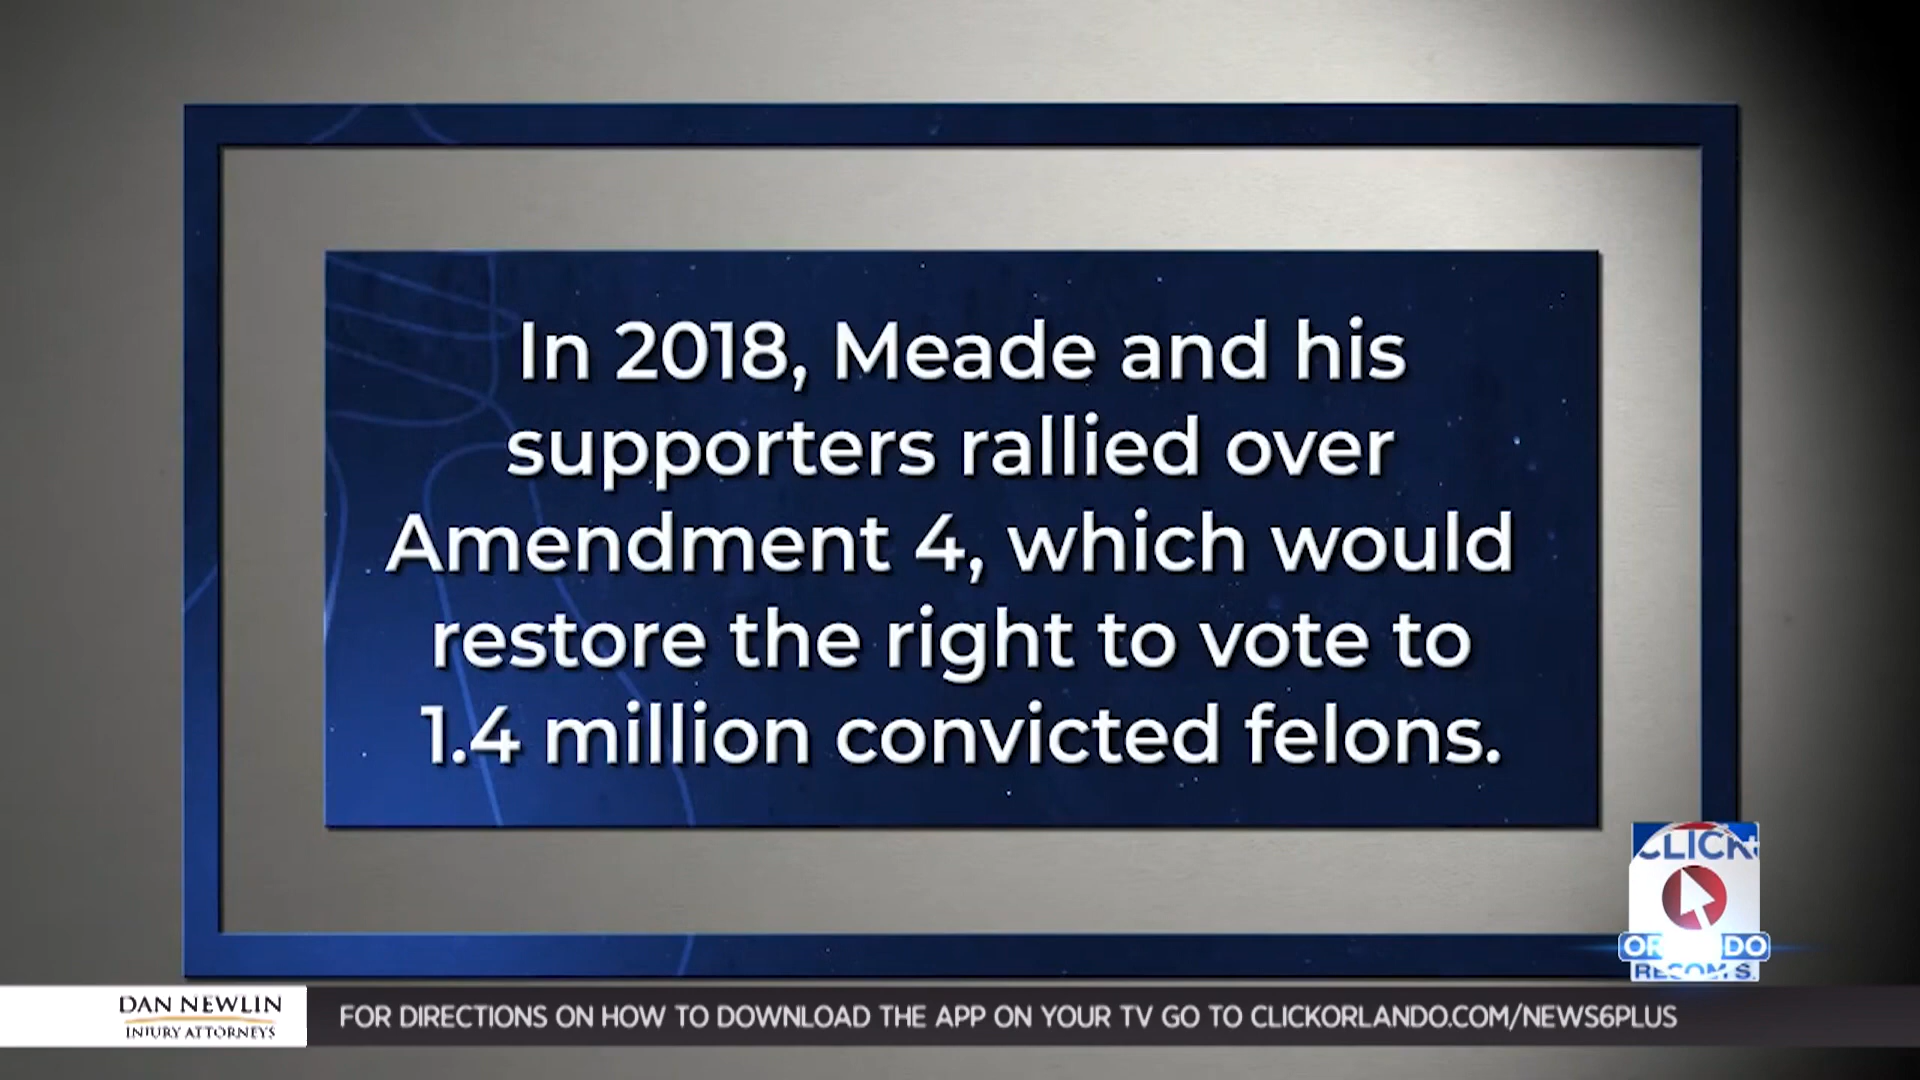 In 2018, Meade and his
supporters rallied over
Amendment 4, which would
restore the right to vote to
1.4 million convicted felons.
DAN NEWLIN
INJURY ATTORNEYS
FOR DIRECTIONS ON HOW TO DOWNLOAD THE APP ON YOUR TV GO TO CLICKORLANDO.COM/NEWS6PLUS